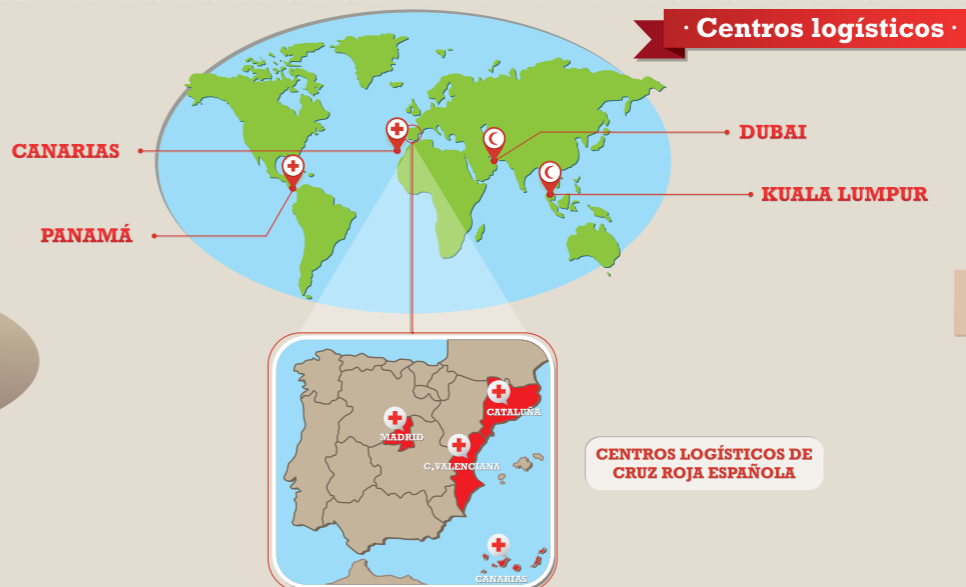 · Centros logísticos ·
DUBAI
CANARIAS
KUALA LUMPUR
PANAMÁ
CATALUÑA
MADRID
C.VALENCIANA
CENTROS LOGÍSTICOS DE
CRUZ ROJA ESPAÑOLA
CANARIAS